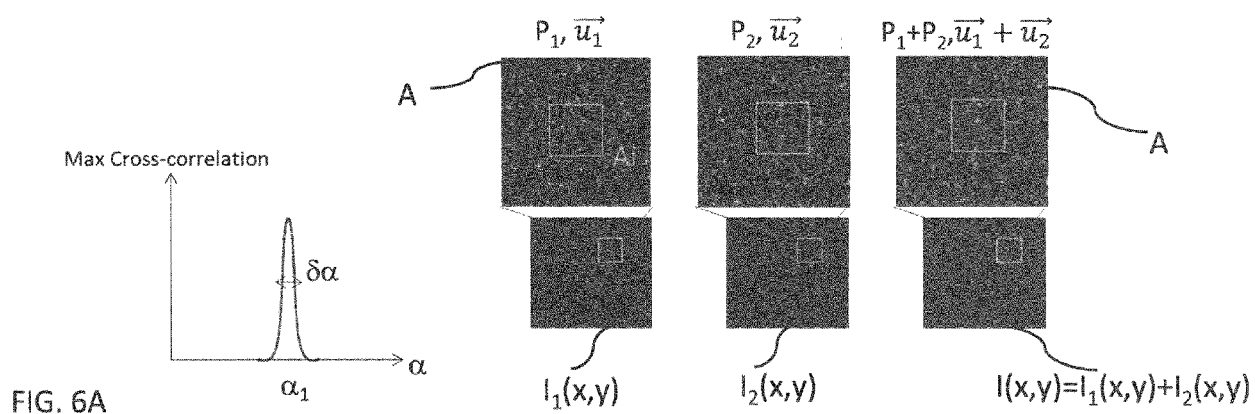 P₁, u₁
P₂, u₂
P₁+P₂, u₁ + u₂
A
A
Max Cross-correlation
δα
α
α₁
I₁(x,y)
I₂(x,y)
I(x,y)=I₁(x,y)+I₂(x,y)
FIG. 6A